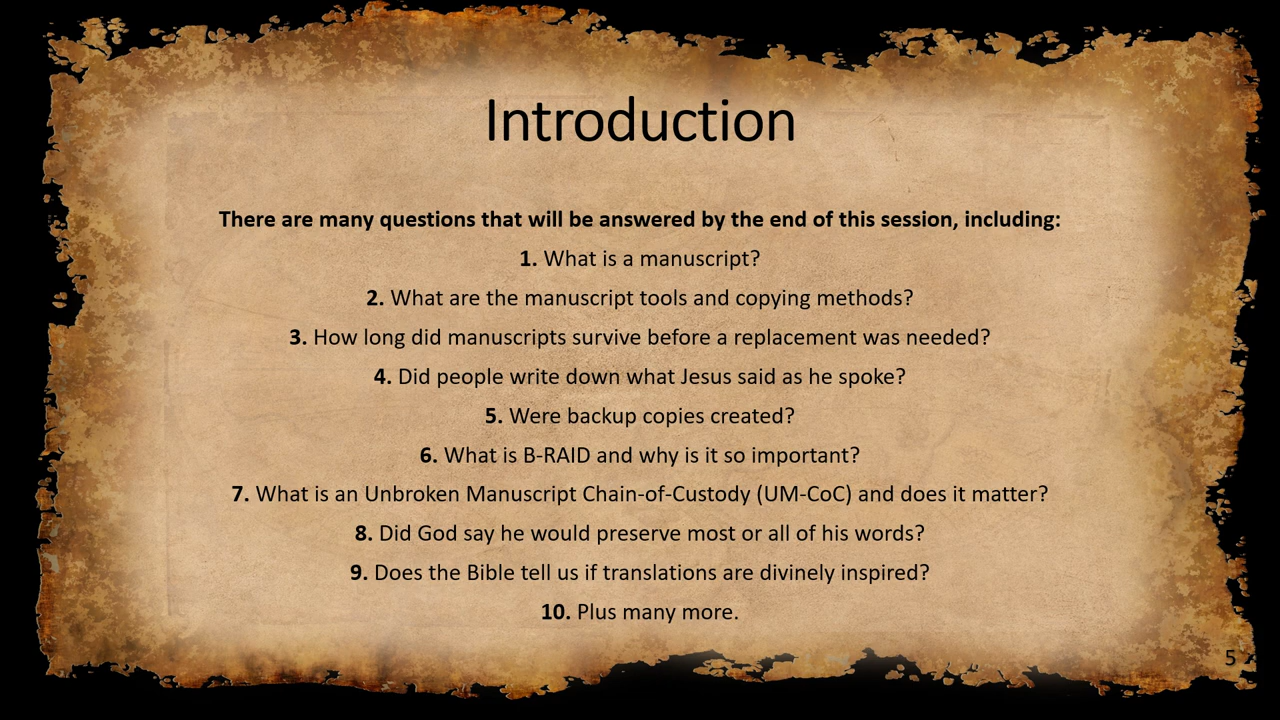 Introduction
There are many questions that will be answered by the end of this session, including:
1. What is a manuscript?
2. What are the manuscript tools and copying methods?
3. How long did manuscripts survive before a replacement was needed?
4. Did people write down what Jesus said as he spoke?
5. Were backup copies created?
6. What is B-RAID and why is it so important?
7. What is an Unbroken Manuscript Chain-of-Custody (UM-CoC) and does it matter?
8. Did God say he would preserve most or all of his words?
9. Does the Bible tell us if translations are divinely inspired?
10. Plus many more.
5